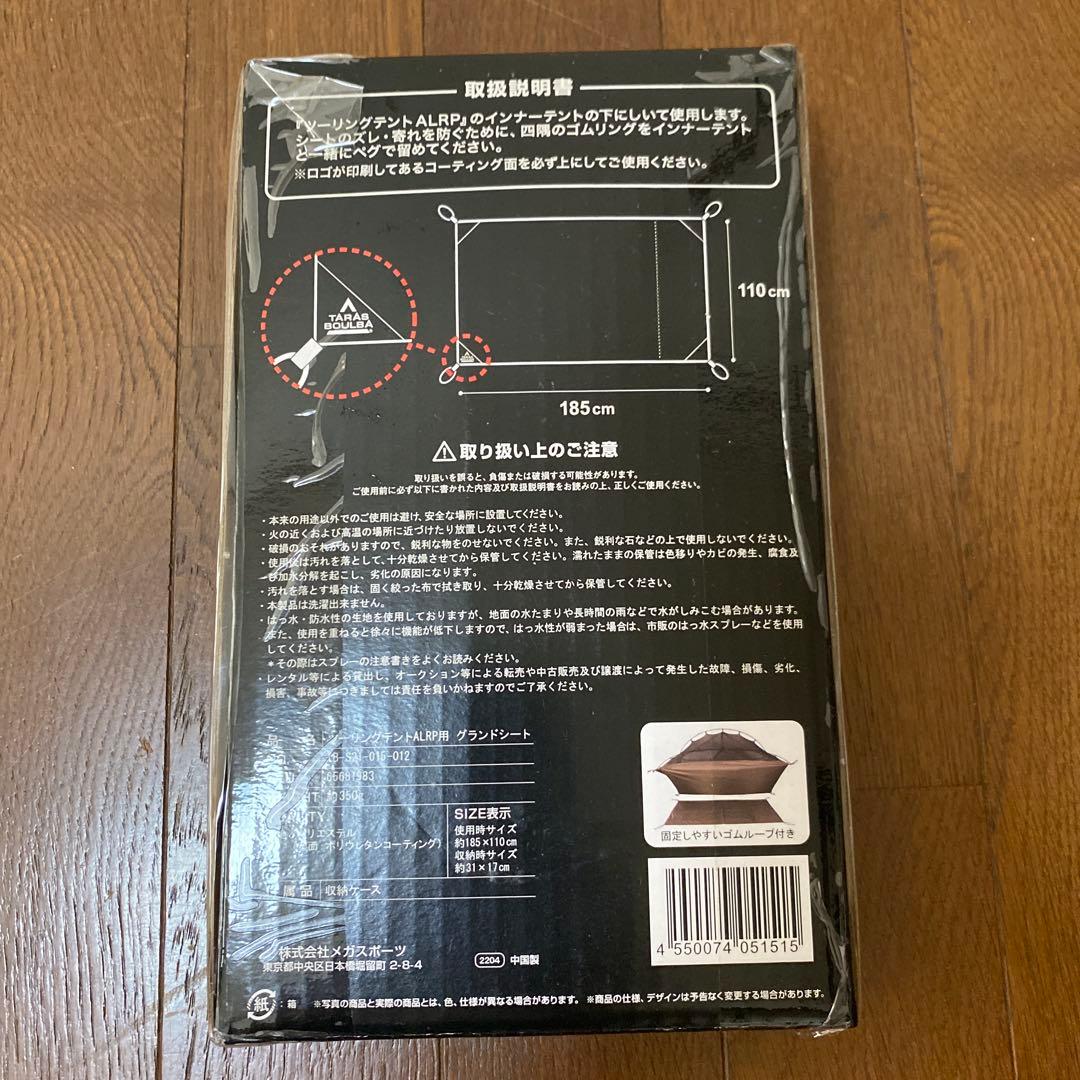 取扱説明書
『ツーリングテントALRP』のインナーテントの下にしいて使用します。
シートのズレ・寄れを防ぐために、四隅のゴムリングをインナーテント
と一緒にペグで留めてください。
※ロゴが印刷してあるコーティング面を必ず上にしてご使用ください。
TARAS
BOULBA
110cm
185cm
取り扱い上のご注意
取り扱いを誤ると、負傷または破損する可能性があります。
ご使用前に必ず以下に書かれた内容及び取扱説明書をお読みの上、正しくご使用ください。
・本来の用途以外でのご使用は避け、安全な場所に設置してください。
・火の近くおよび高温の場所に近づけたり放置しないでください。
・破損のおそれがありますので、鋭利な物をのせないでください。また、鋭利な石などの上で使用しないでください。
・使用後は汚れを落として、十分乾燥させてから保管してください。濡れたままの保管は色移りやカビの発生、腐食及
び加水分解を起こし、劣化の原因になります。
・汚れを落とす場合は、固く絞った布で拭き取り、十分乾燥させてから保管してください。
・本製品は洗濯出来ません。
・はっ水・防水性の生地を使用しておりますが、地面の水たまりや長時間の雨などで水がしみこむ場合があります。
また、使用を重ねると徐々に機能が低下しますので、はっ水性が弱まった場合は、市販のはっ水スプレーなどを使用
してください。
＊その際はスプレーの注意書きをよくお読みください。
・レンタル等による貸出し、オークション等による転売や中古販売及び譲渡によって発生した故障、損傷、劣化、
損害、事故等につきましては責任を負いかねますのでご了承ください。
品 ツーリングテントALRP用 グランドシート
-S21-015-012
約350g
SIZE表示
使用時サイズ
約185×110cm
収納時サイズ
約31×17cm
ポリエステル
ポリウレタンコーティング)
属品 収納ケース
固定しやすいゴムループ付き
4 550074 051515
株式会社メガスポーツ
東京都中央区日本橋堀留町 2-8-4
2204 中国製
紙 :箱 ※写真の商品と実際の商品とは、色、仕様が異なる場合があります。 ※商品の仕様、デザインは予告なく変更する場合があります。